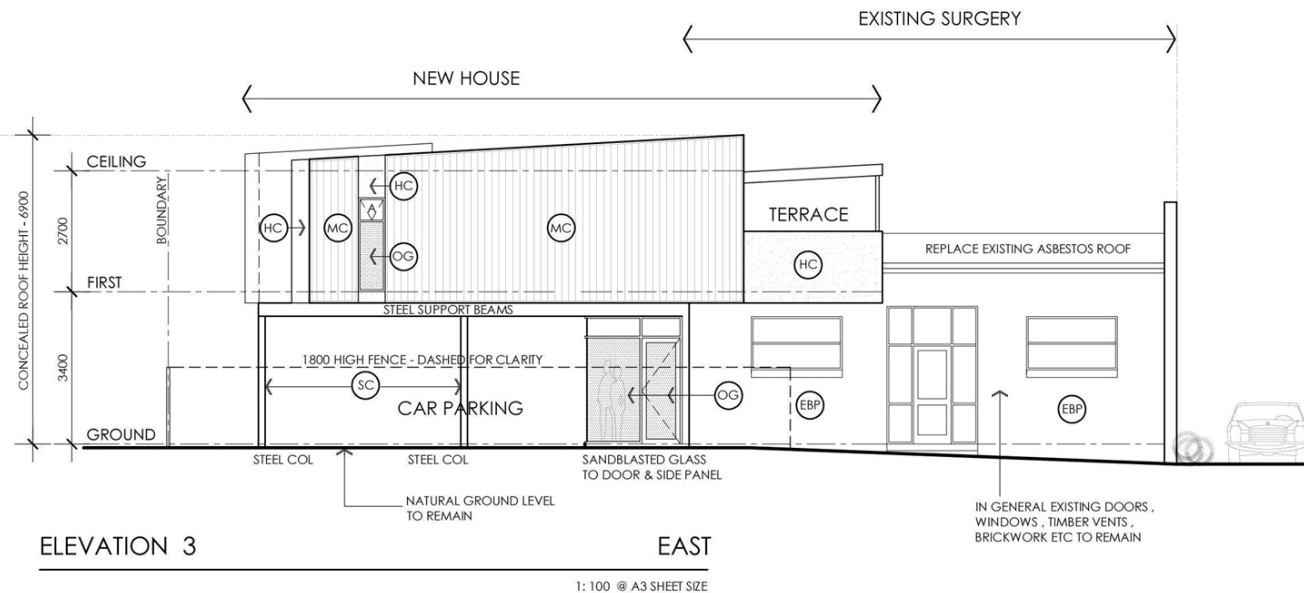 EXISTING SURGERY
NEW HOUSE
CEILING
CONCEALED ROOF HEIGHT - 6900
2700
BOUNDARY
HC
A
HC
MC
MC
OG
TERRACE
HC
REPLACE EXISTING ASBESTOS ROOF
FIRST
STEEL SUPPORT BEAMS
3400
1800 HIGH FENCE - DASHED FOR CLARITY
SC
CAR PARKING
OG
EBP
EBP
GROUND
STEEL COL
STEEL COL
SANDBLASTED GLASS
TO DOOR & SIDE PANEL
NATURAL GROUND LEVEL
TO REMAIN
IN GENERAL EXISTING DOORS ,
WINDOWS , TIMBER VENTS ,
BRICKWORK ETC TO REMAIN
ELEVATION 3
EAST
1: 100 @ A3 SHEET SIZE